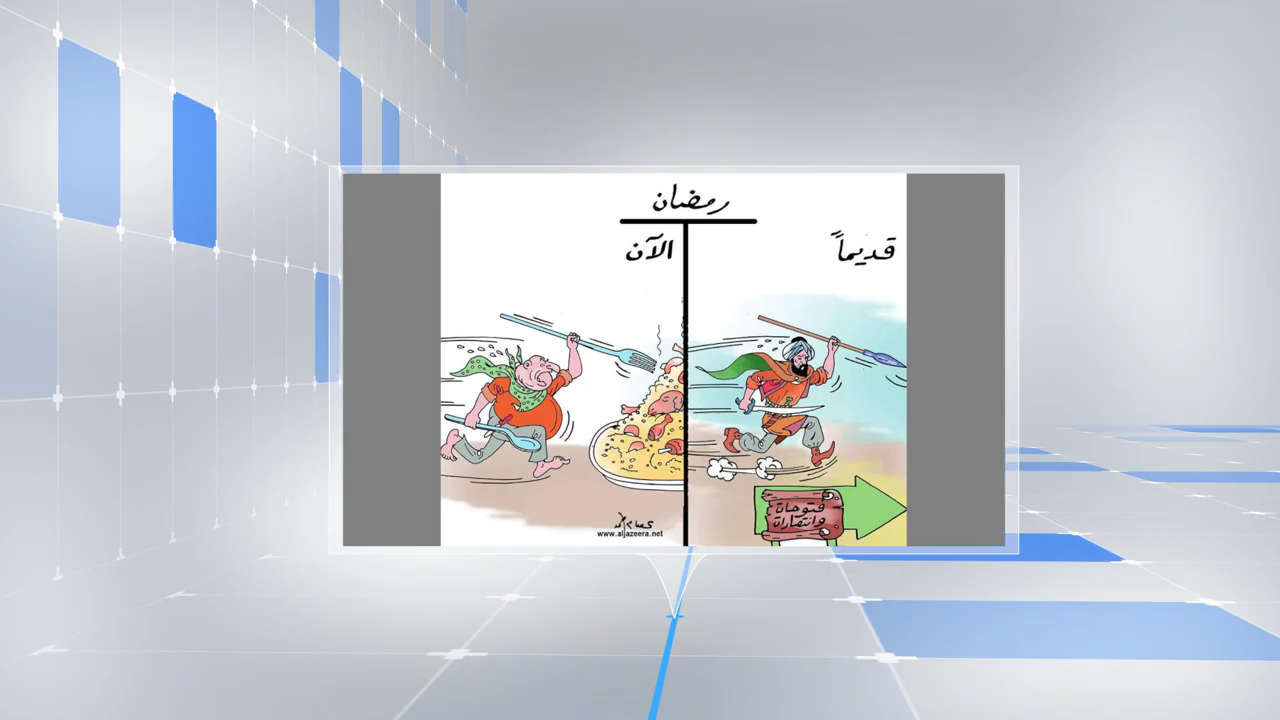 رمضان
قديماً
الآن
فتوحات
وانتصارات
www.aljazeera.net